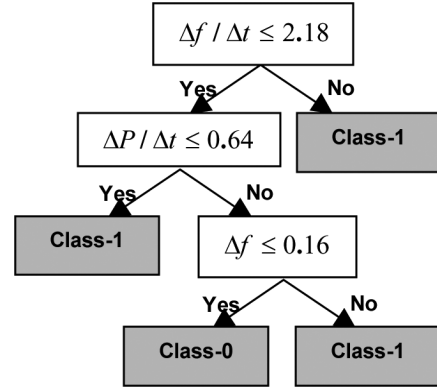 Δf / Δt ≤ 2.18
Yes
No
ΔP / Δt ≤ 0.64
Class-1
Yes
No
Class-1
Δf ≤ 0.16
Yes
No
Class-0
Class-1